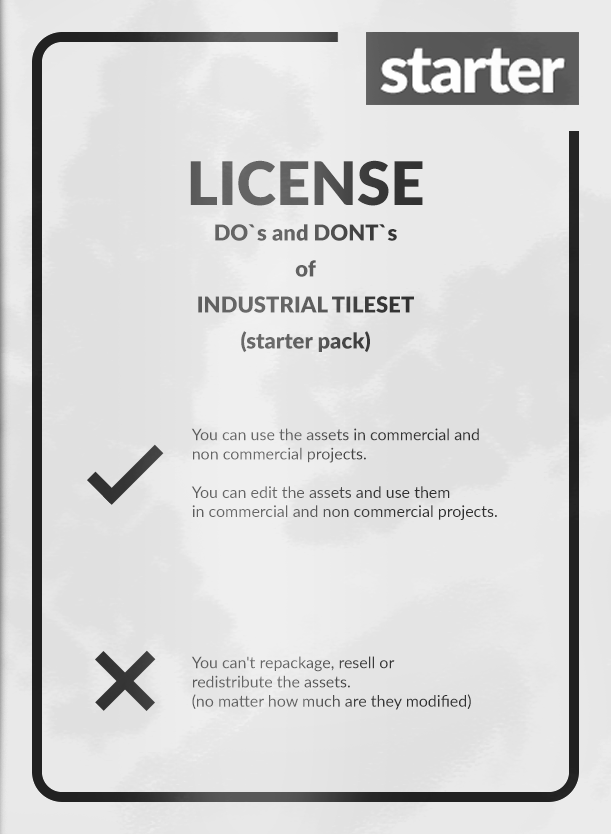 starter
LICENSE
DO`s and DONT`s
of
INDUSTRIAL TILESET
(starter pack)
You can use the assets in commercial and
non commercial projects.
You can edit the assets and use them
in commercial and non commercial projects.
You can't repackage, resell or
redistribute the assets.
(no matter how much are they modified)